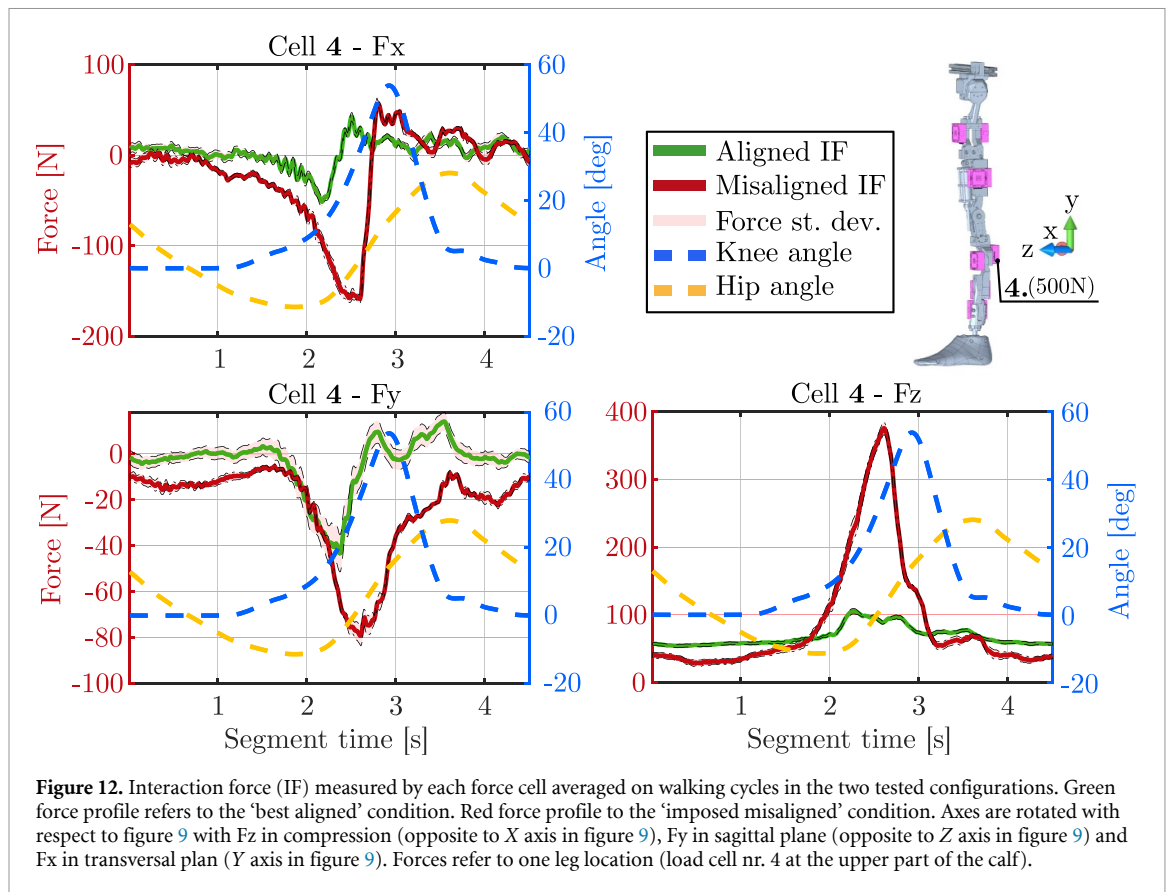 Cell 4 - Fx
100
0
-100
-200
Force [N]
60
40
20
0
-20
Angle [deg]
1 2 3 4
Aligned IF
Misaligned IF
Force st. dev.
Knee angle
Hip angle
y
x
z
4.(500N)
Cell 4 - Fy
0
-20
-40
-60
-80
-100
Force [N]
60
40
20
0
-20
1 2 3 4
Segment time [s]
Cell 4 - Fz
400
300
200
100
0
60
40
20
0
-20
Angle [deg]
1 2 3 4
Segment time [s]
Figure 12. Interaction force (IF) measured by each force cell averaged on walking cycles in the two tested configurations. Green
force profile refers to the ‘best aligned’ condition. Red force profile to the ‘imposed misaligned’ condition. Axes are rotated with
respect to figure 9 with Fz in compression (opposite to X axis in figure 9), Fy in sagittal plane (opposite to Z axis in figure 9) and
Fx in transversal plan (Y axis in figure 9). Forces refer to one leg location (load cell nr. 4 at the upper part of the calf).